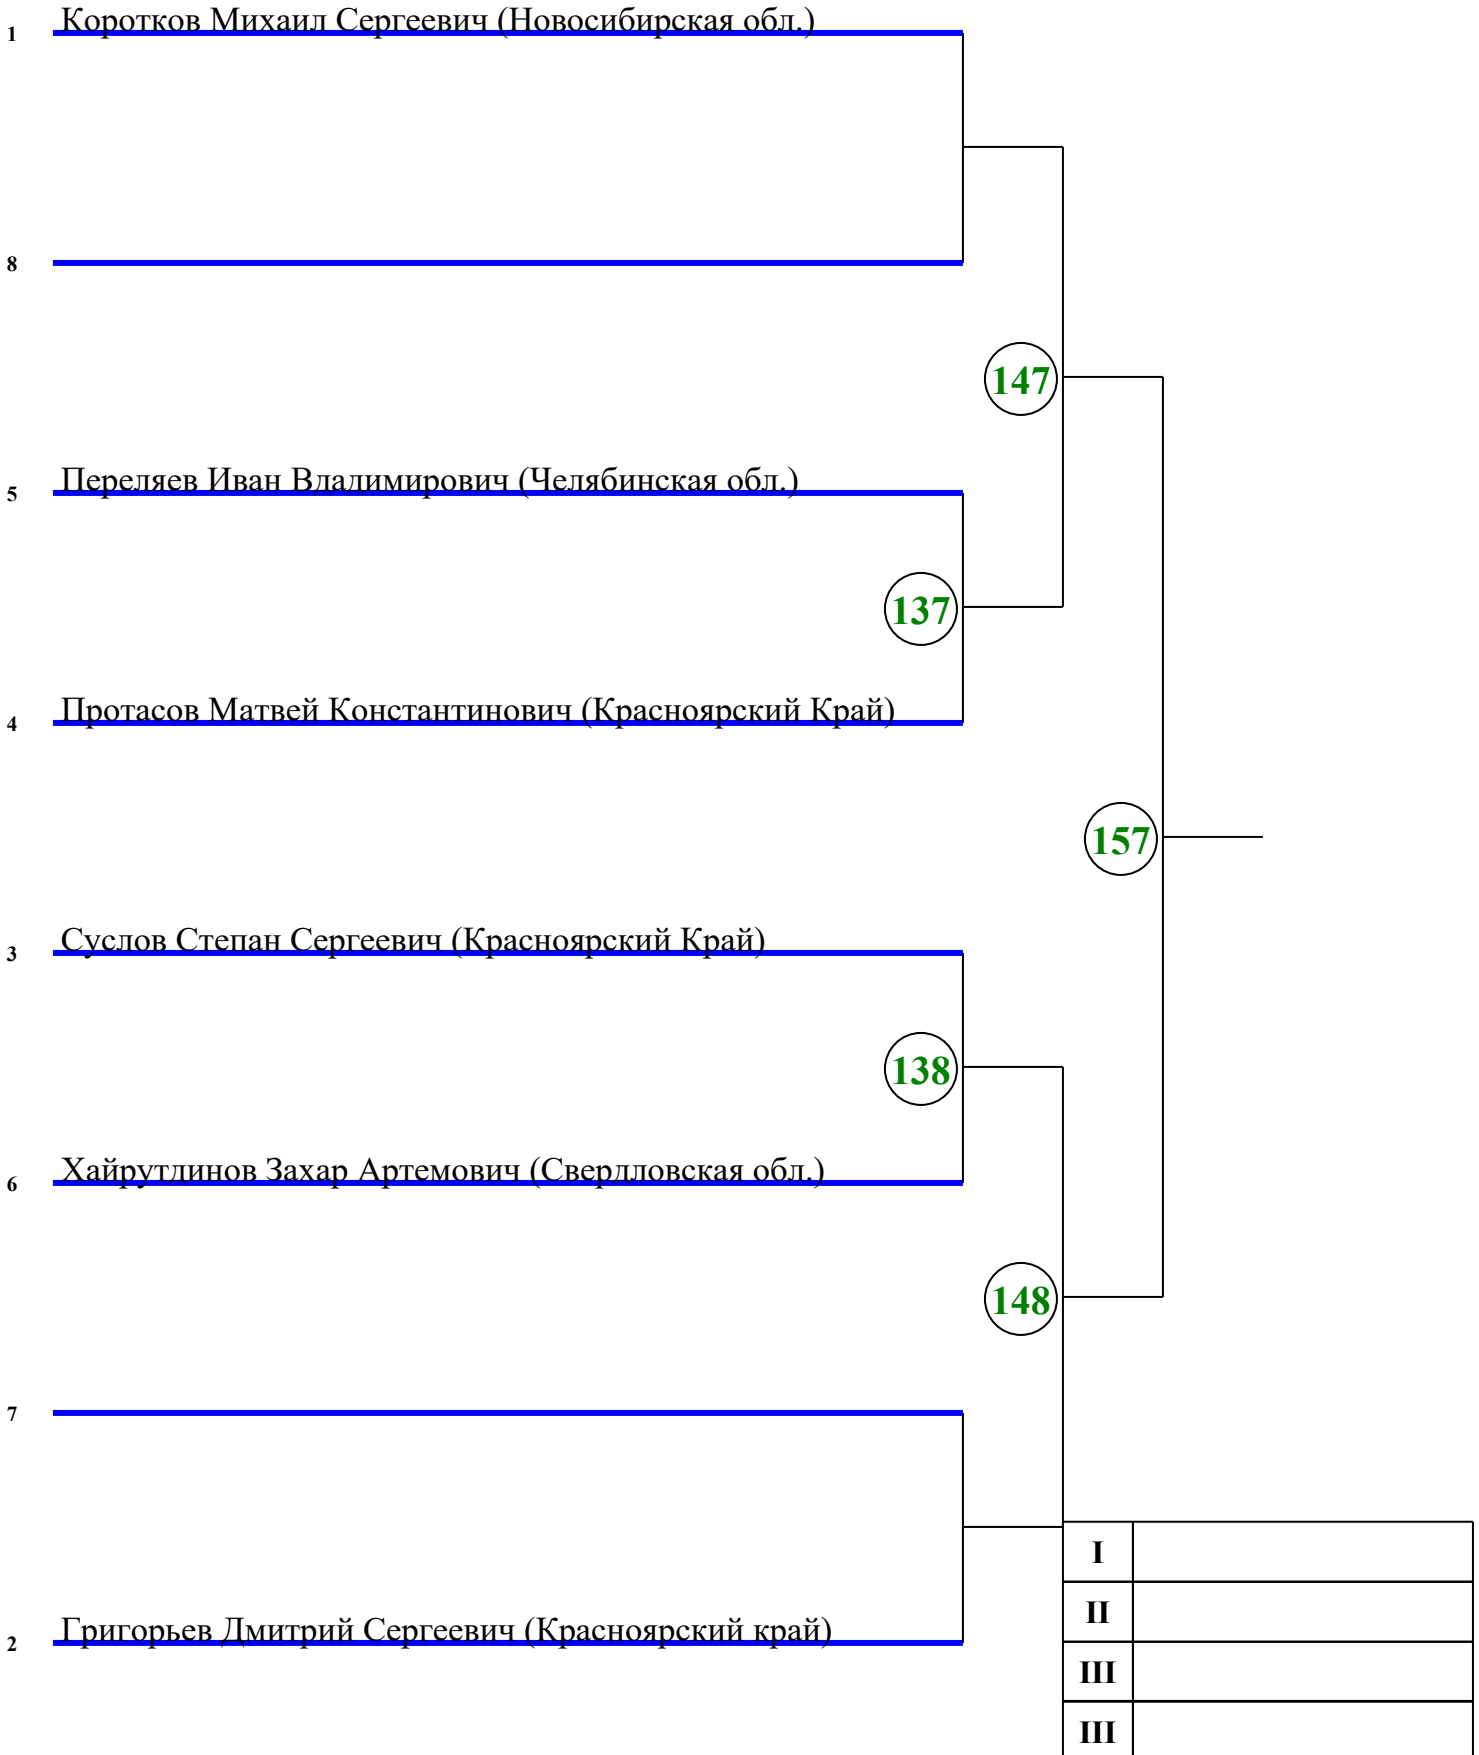 1 Коротков Михаил Сергеевич (Новосибирская обл.)
8
147
5 Переляев Иван Вдадимирович (Челябинская обл.)
137
4 Протасов Матвей Константинович (Красноярский Край)
157
3 Суслов Степан Сергеевич (Красноярский Край)
138
6 Хайрутдинов Захар Артемович (Свердловская обл.)
148
7
I
II
2 Григорьев Дмитрий Сергеевич (Красноярский край)
III
III